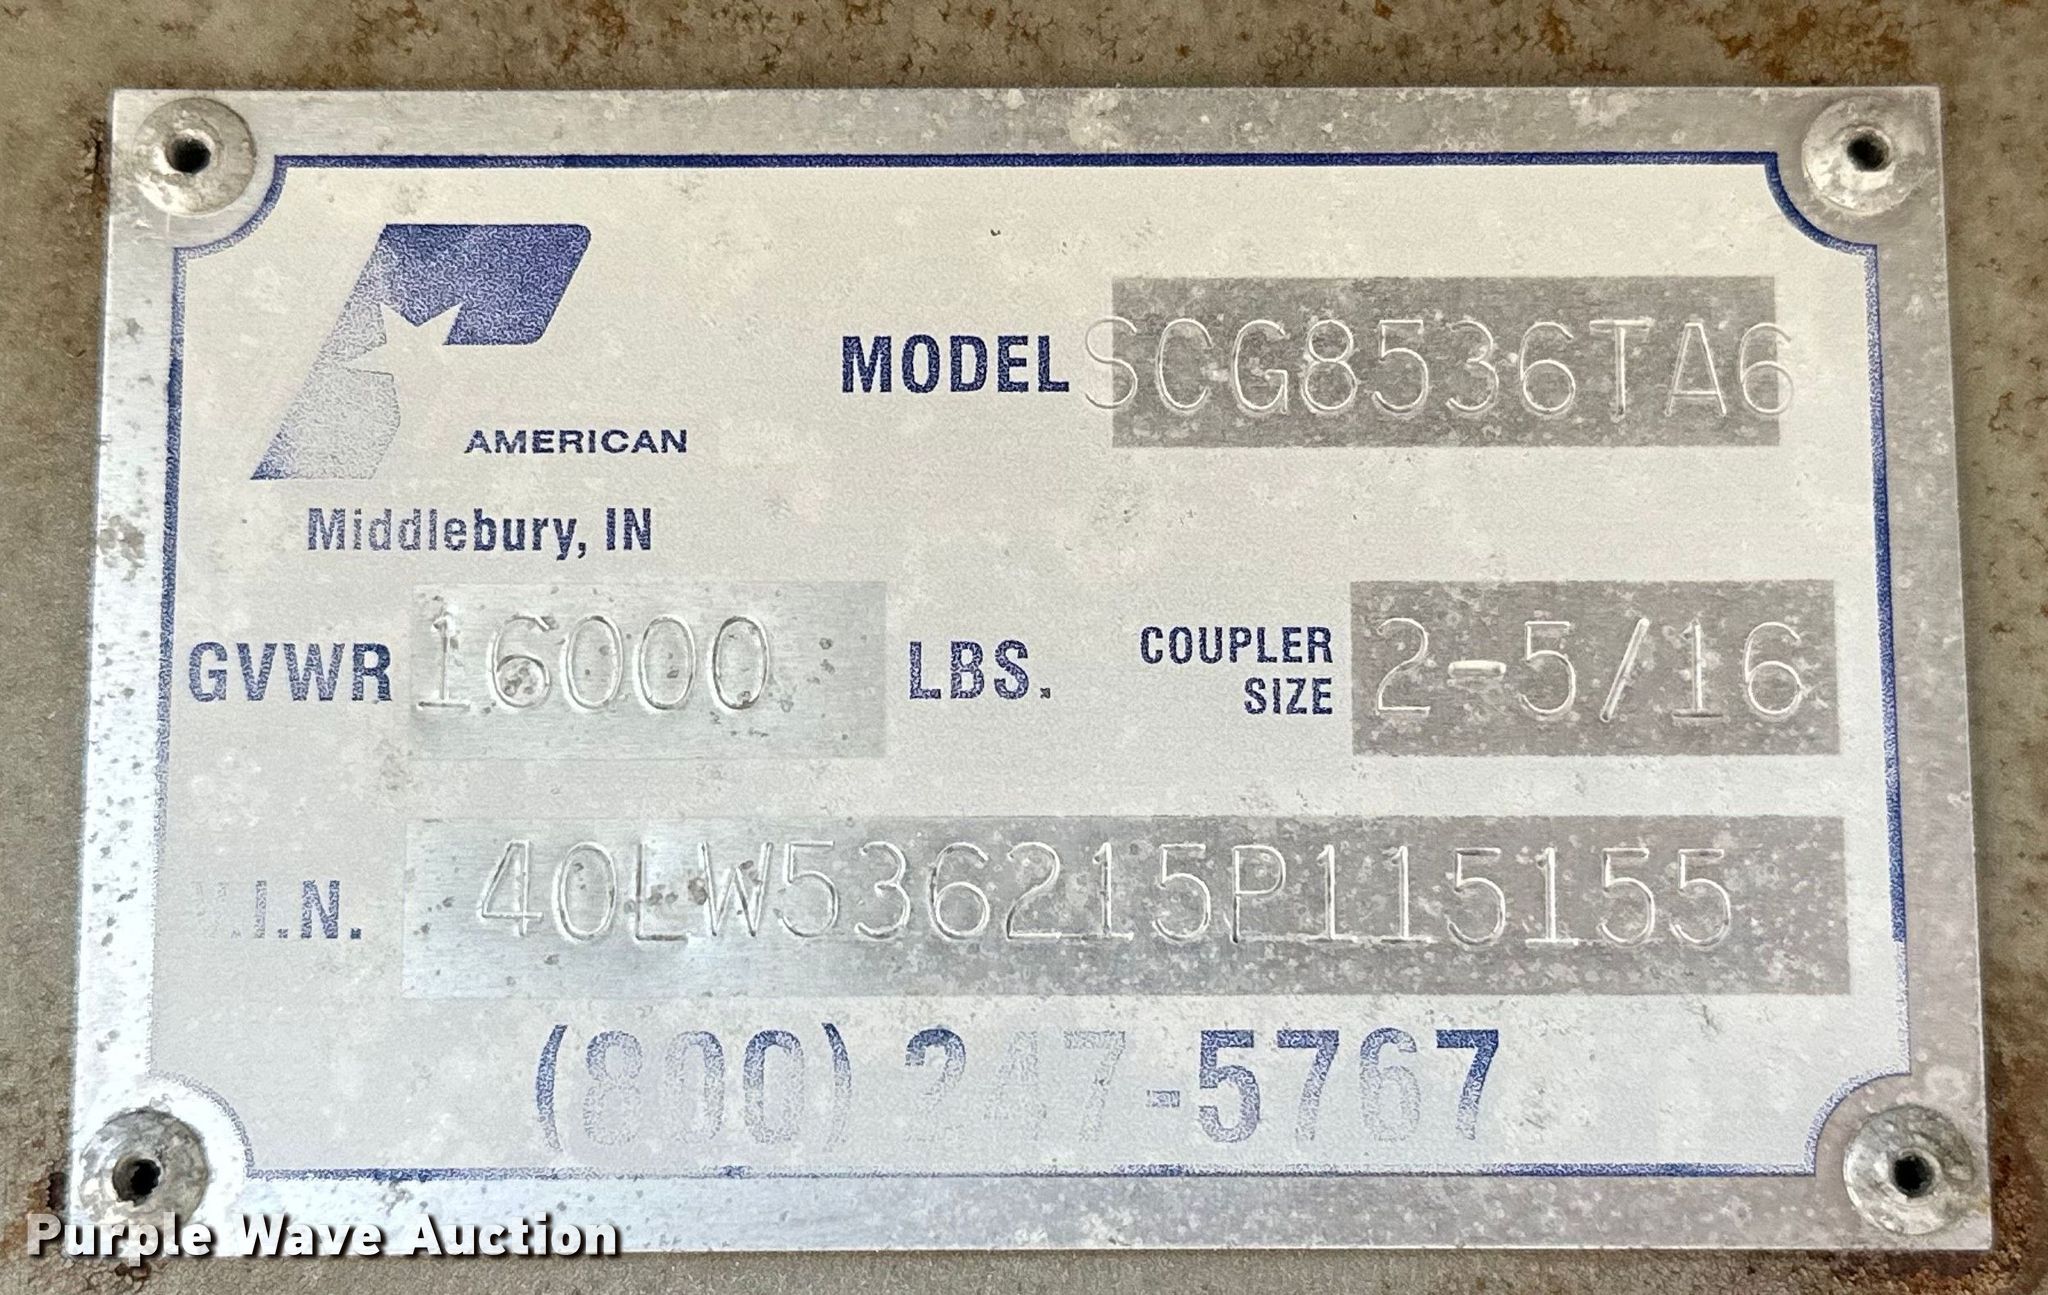 AMERICAN
Middlebury, IN
MODEL SCG8536TA6
GVWR 16000 LBS.
COUPLER SIZE 2-5/16
V.I.N. 40LW536215P115155
(800) 247-5767
Purple Wave Auction